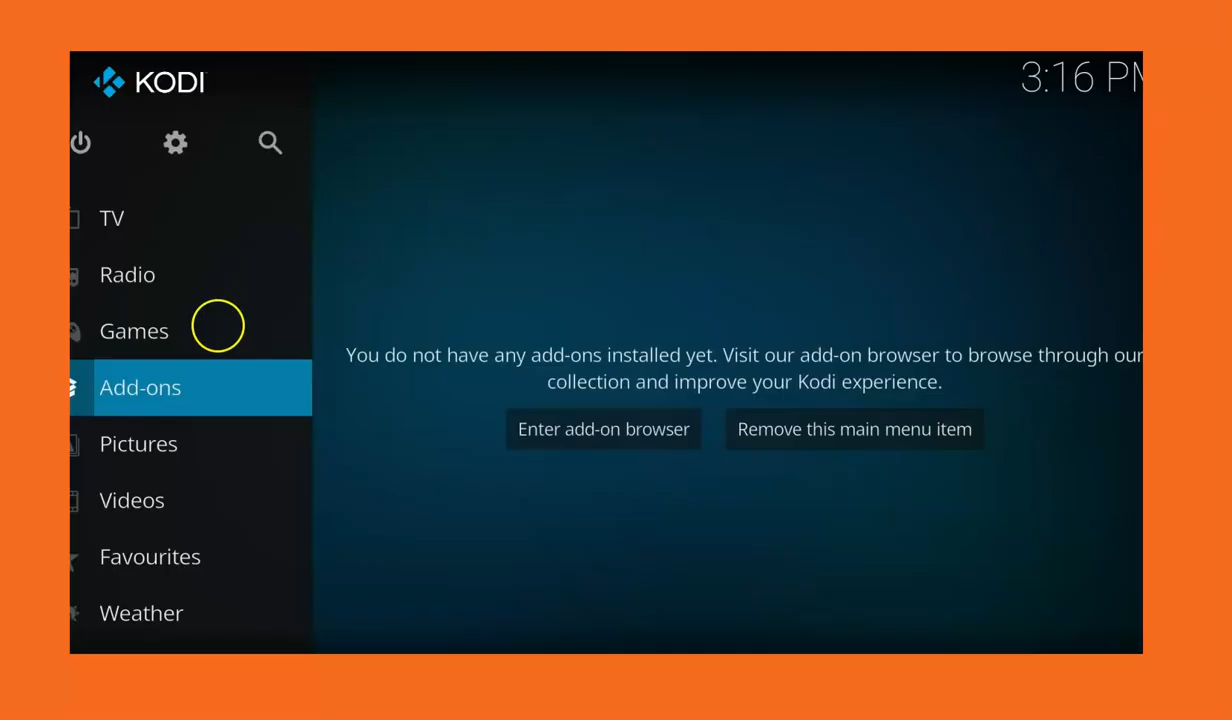 KODI
3:16 PM
TV
Radio
Games
Add-ons
You do not have any add-ons installed yet. Visit our add-on browser to browse through our
collection and improve your Kodi experience.
Enter add-on browser
Remove this main menu item
Pictures
Videos
Favourites
Weather